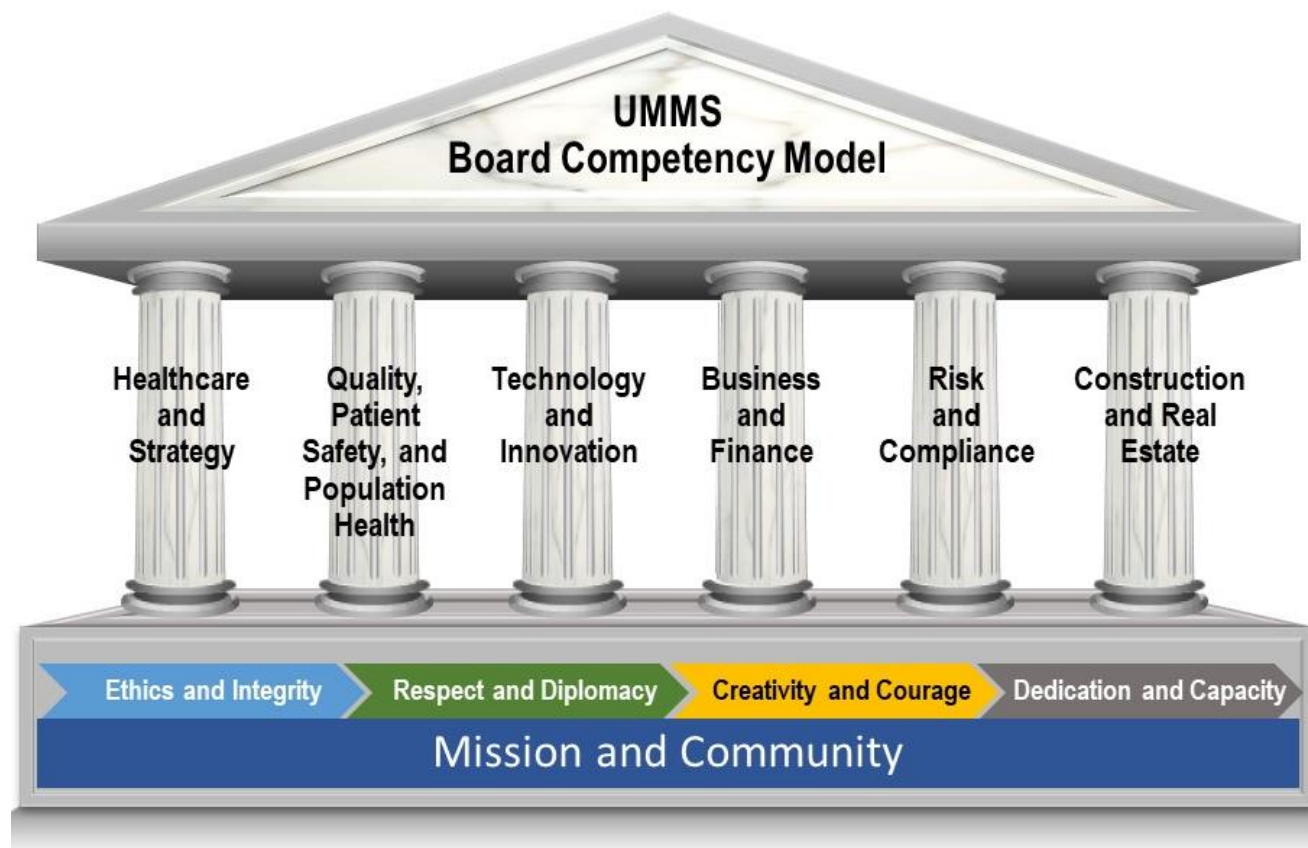 UMMS
Board Competency Model
Healthcare
and
Strategy
Quality,
Patient
Safety, and
Population
Health
Technology
and
Innovation
Business
and
Finance
Risk
and
Compliance
Construction
and Real
Estate
Ethics and Integrity
Respect and Diplomacy
Creativity and Courage
Dedication and Capacity
Mission and Community